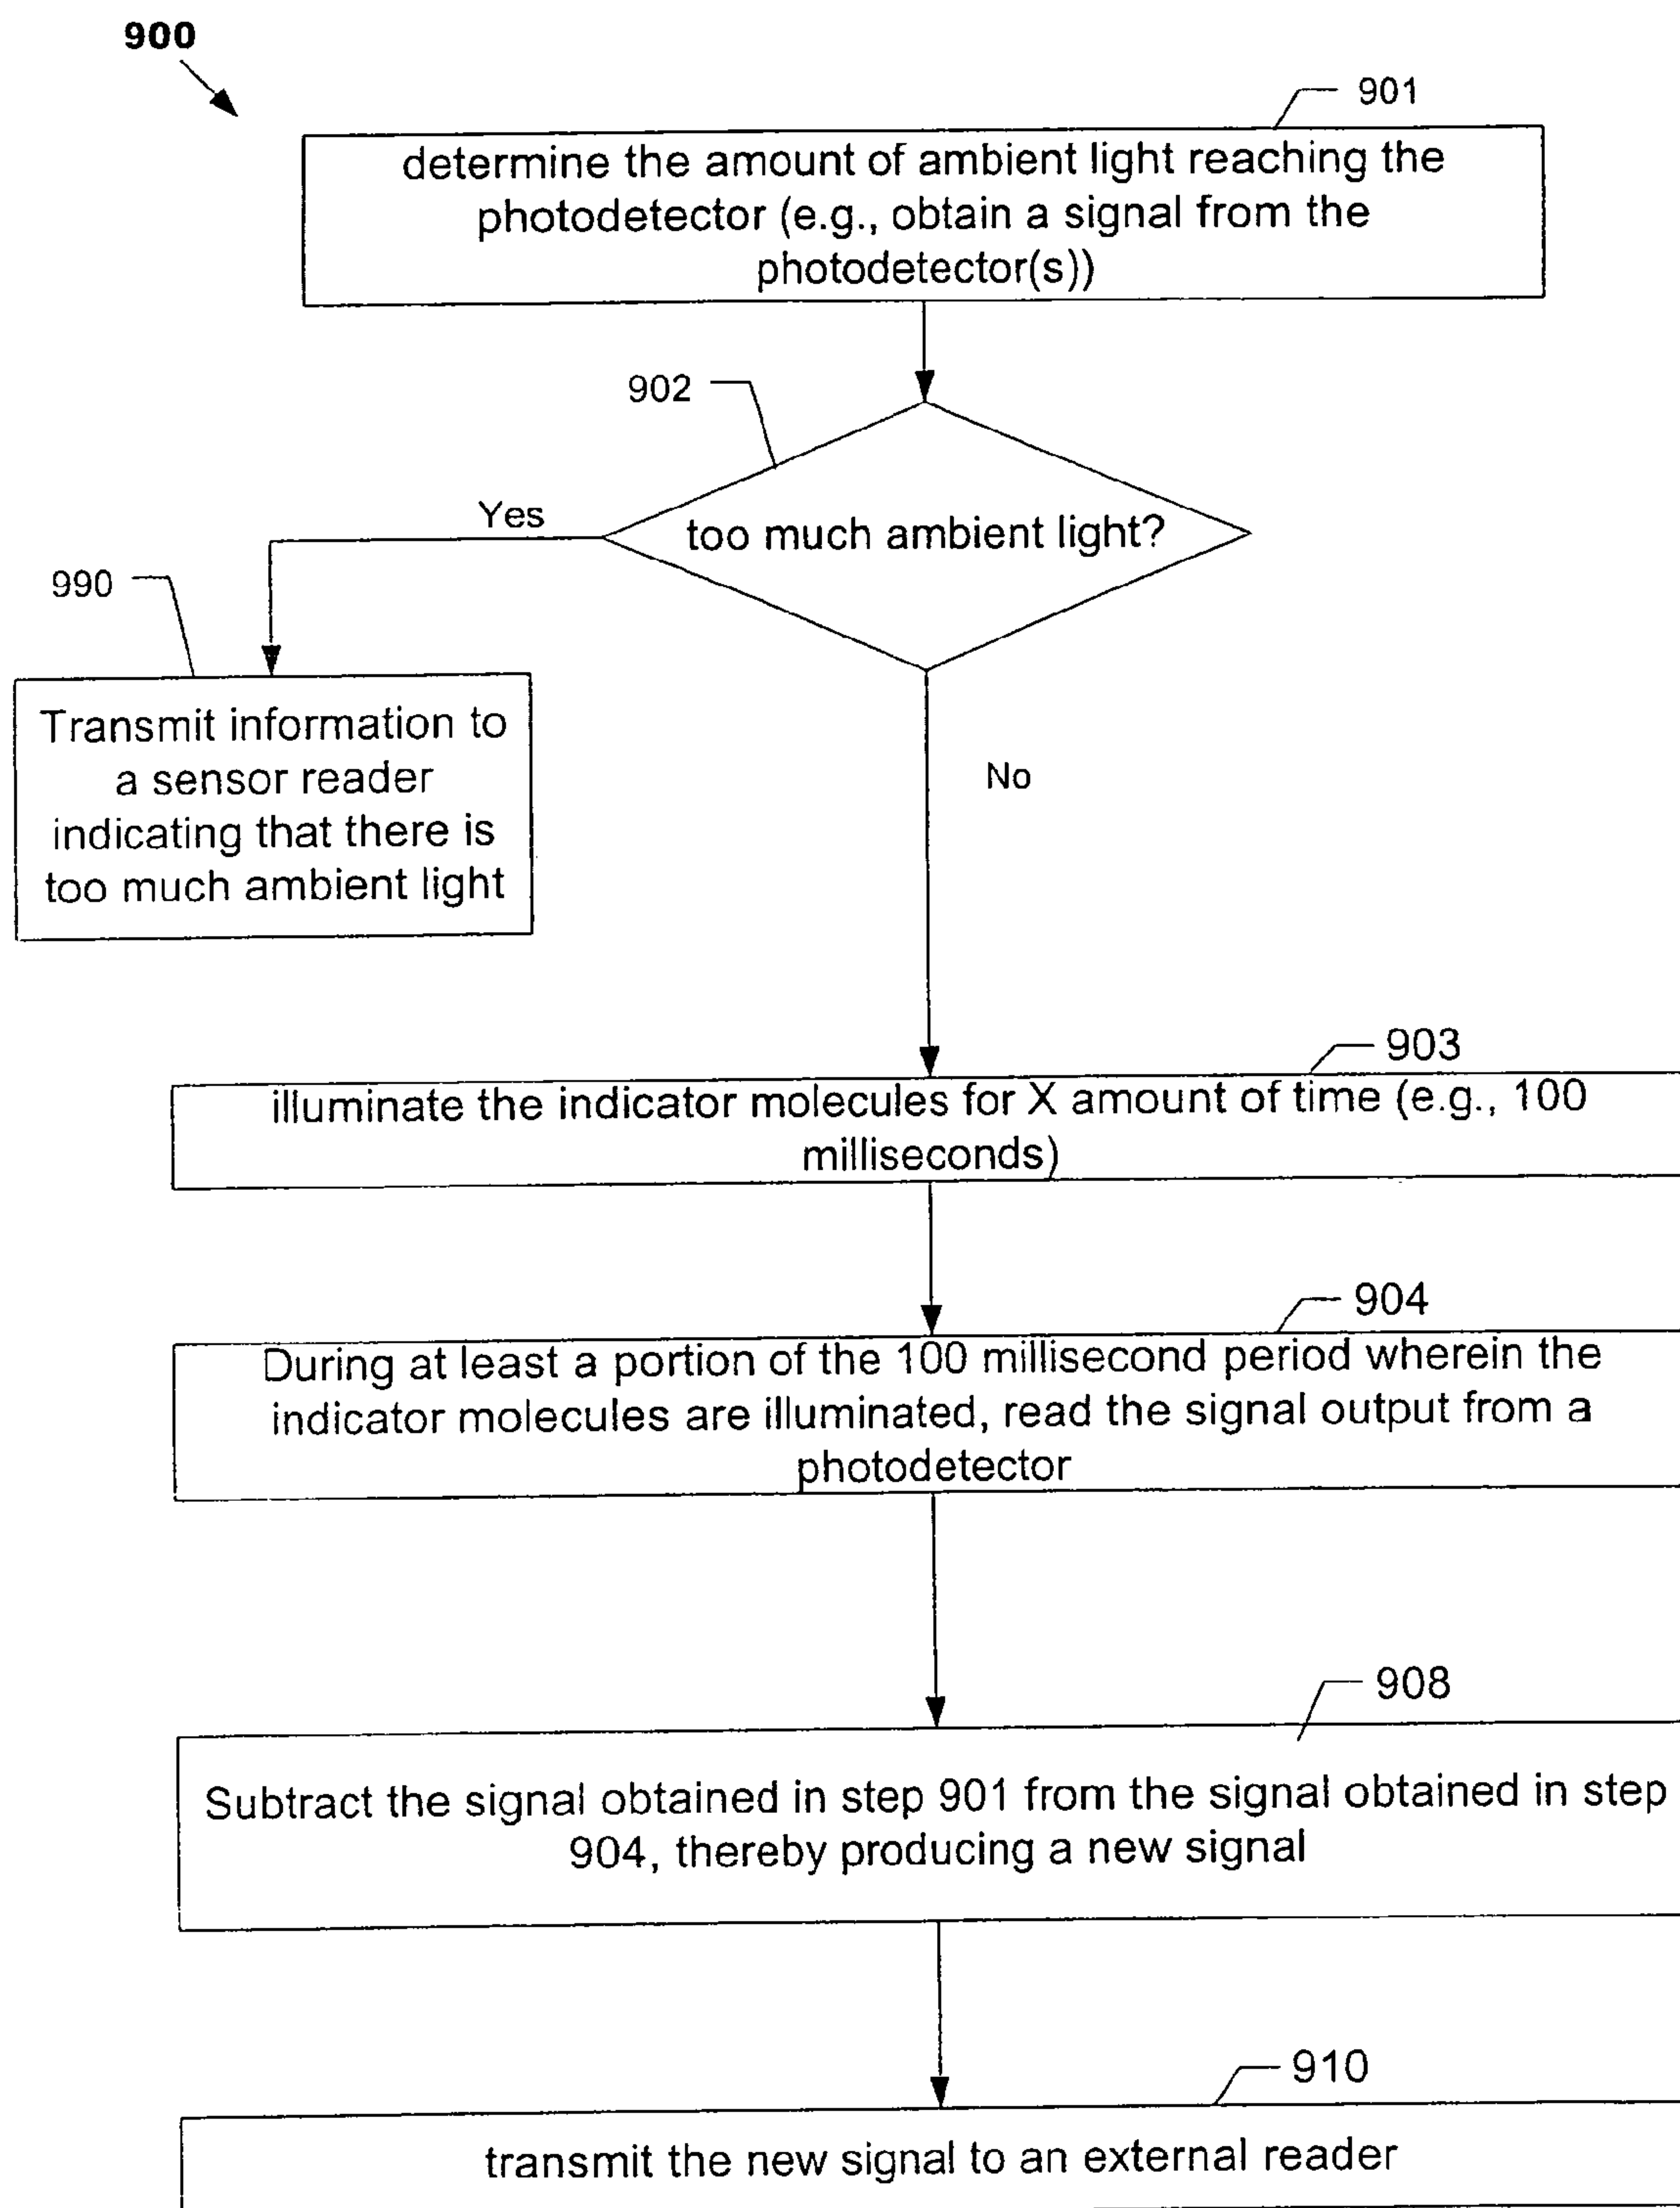 900
901
determine the amount of ambient light reaching the
photodetector (e.g., obtain a signal from the
photodetector(s))
902
too much ambient light?
Yes
990
Transmit information to
a sensor reader
indicating that there is
too much ambient light
No
903
illuminate the indicator molecules for X amount of time (e.g., 100
milliseconds)
904
During at least a portion of the 100 millisecond period wherein the
indicator molecules are illuminated, read the signal output from a
photodetector
908
Subtract the signal obtained in step 901 from the signal obtained in step
904, thereby producing a new signal
910
transmit the new signal to an external reader